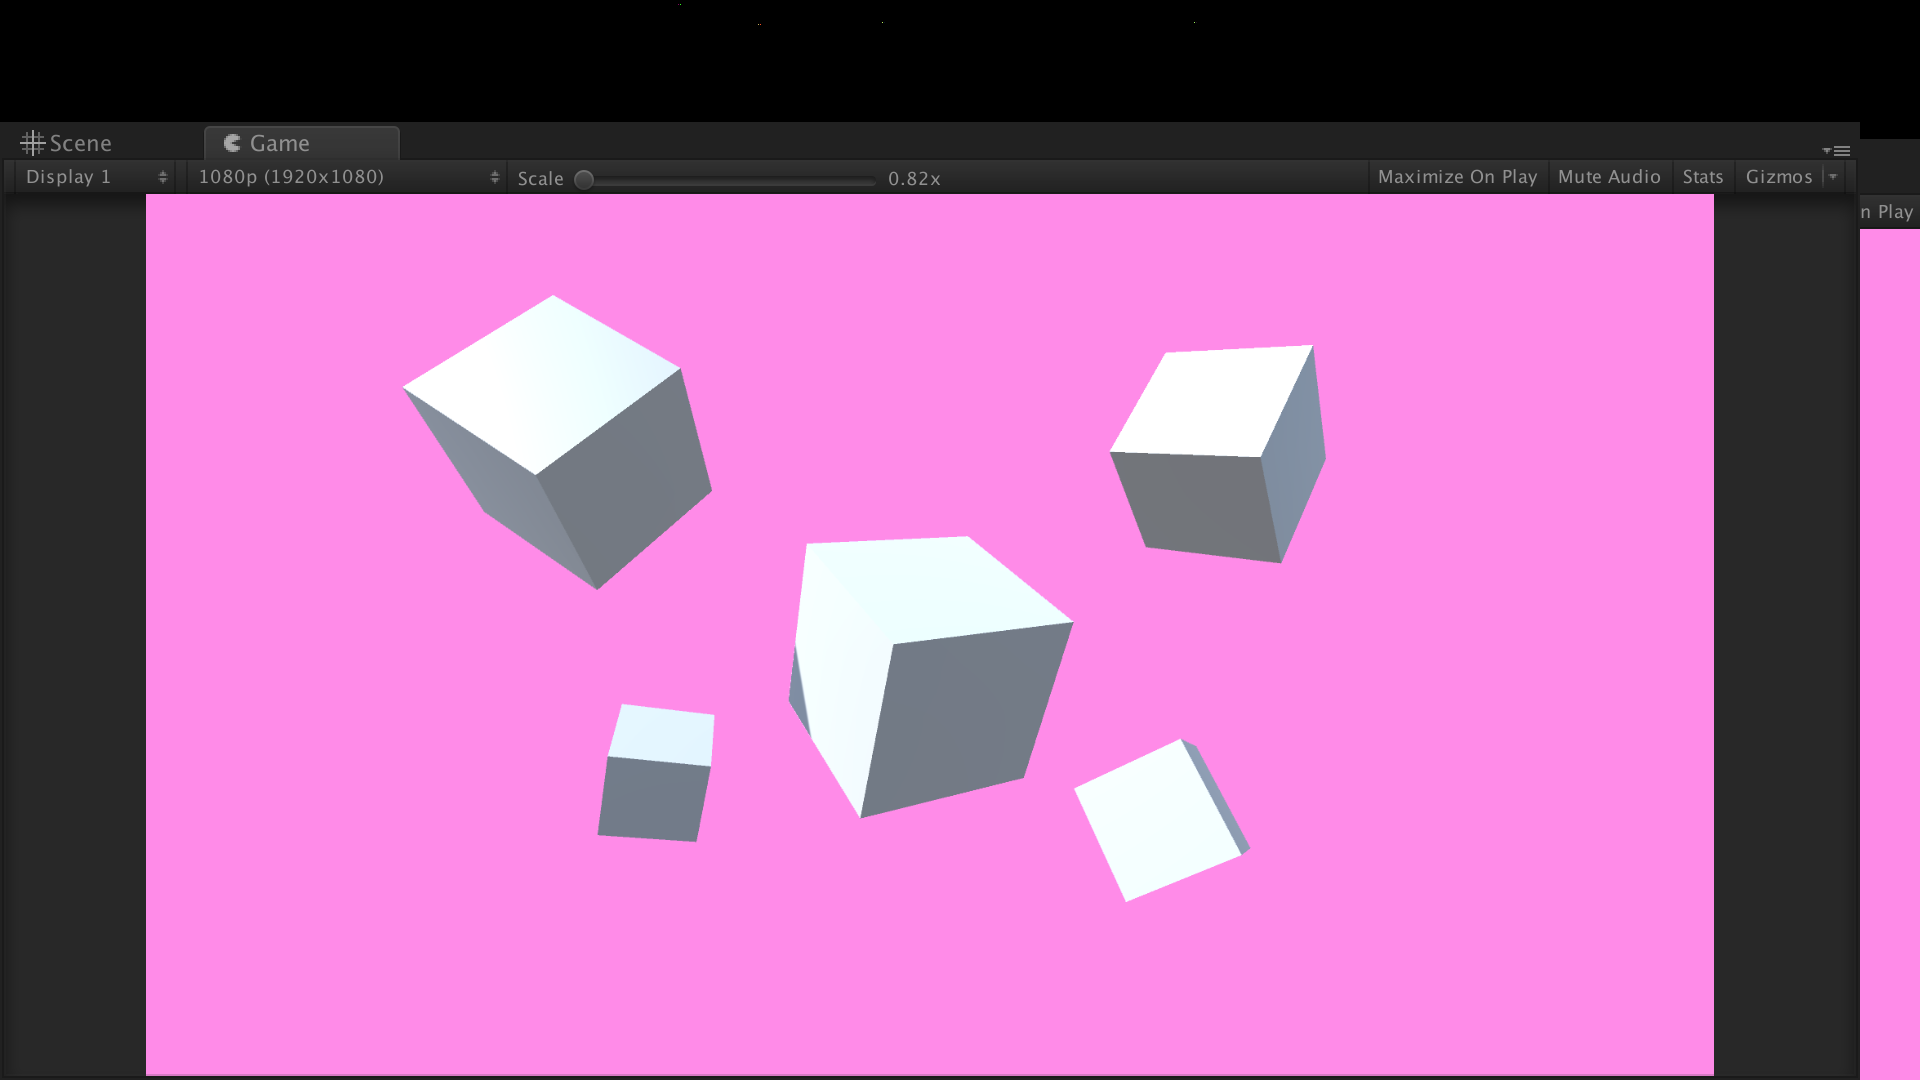 Scene Game
Display 1 1080p (1920x1080) Scale 0.82x Maximize On Play Mute Audio Stats Gizmos
n Play